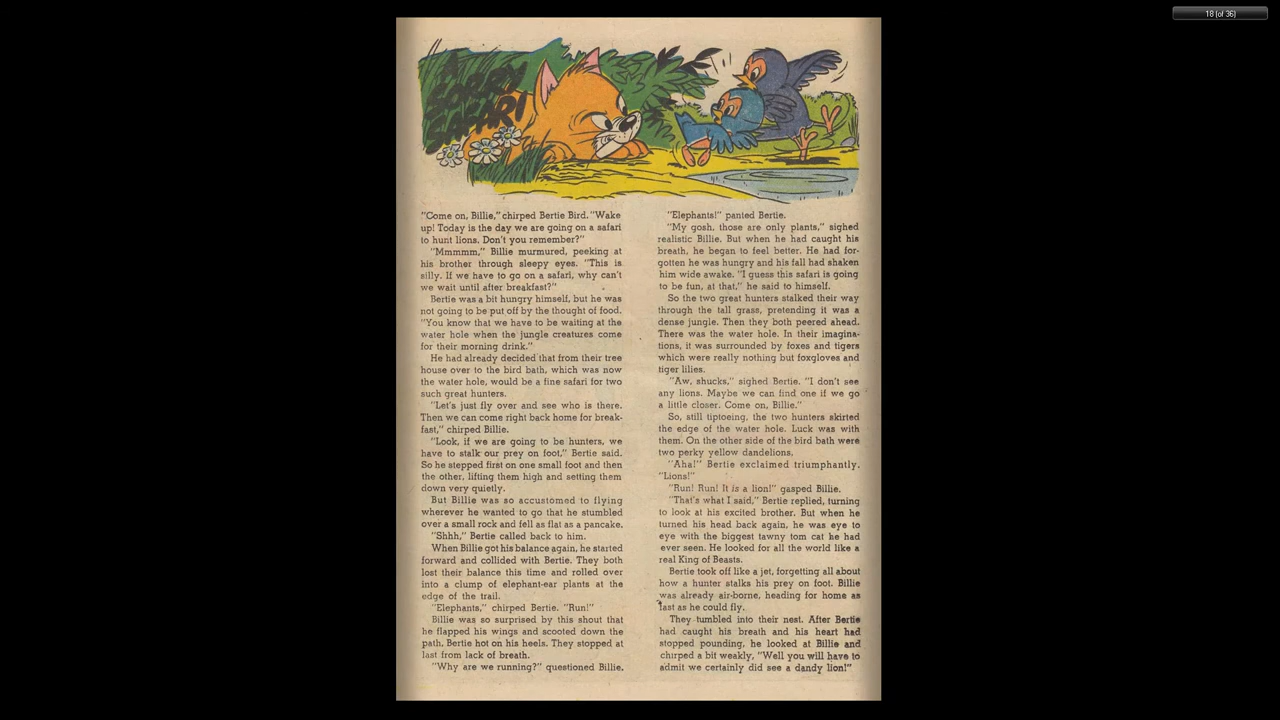 18 [of 36]
A
SORRY
SAFARI
"Come on, Billie," chirped Bertie Bird. "Wake
up! Today is the day we are going on a safari
to hunt lions. Don't you remember?"
"Mmmmm," Billie murmured, peeking at
his brother through sleepy eyes. "This is
silly. If we have to go on a safari, why can't
we wait until after breakfast?"
Bertie was a bit hungry himself, but he was
not going to be put off by the thought of food.
"You know that we have to be waiting at the
water hole when the jungle creatures come
for their morning drink."
He had already decided that from their tree
house over to the bird bath, which was now
the water hole, would be a fine safari for two
such great hunters.
"Let's just fly over and see who is there.
Then we can come right back home for break-
fast," chirped Billie.
"Look, if we are going to be hunters, we
have to stalk our prey on foot," Bertie said.
So he stepped first on one small foot and then
the other, lifting them high and setting them
down very quietly.
But Billie was so accustomed to flying
wherever he wanted to go that he stumbled
over a small rock and fell as flat as a pancake.
"Shhh," Bertie called back to him.
When Billie got his balance again, he started
forward and collided with Bertie. They both
lost their balance this time and rolled over
into a clump of elephant-ear plants at the
edge of the trail.
"Elephants," chirped Bertie. "Run!"
Billie was so surprised by this shout that
he flapped his wings and scooted down the
path, Bertie hot on his heels. They stopped at
last from lack of breath.
"Why are we running?" questioned Billie.
"Elephants!" panted Bertie.
"My gosh, those are only plants," sighed
realistic Billie. But when he had caught his
breath, he began to feel better. He had for-
gotten he was hungry and his fall had shaken
him wide awake. "I guess this safari is going
to be fun, at that," he said to himself.
So the two great hunters stalked their way
through the tall grass, pretending it was a
dense jungle. Then they both peered ahead.
There was the water hole. In their imagina-
tions, it was surrounded by foxes and tigers
which were really nothing but foxgloves and
tiger lilies.
"Aw, shucks," sighed Bertie. "I don't see
any lions. Maybe we can find one if we go
a little closer. Come on, Billie."
So, still tiptoeing, the two hunters skirted
the edge of the water hole. Luck was with
them. On the other side of the bird bath were
two perky yellow dandelions.
"Aha!" Bertie exclaimed triumphantly.
"Lions!"
"Run! Run! It is a lion!" gasped Billie.
"That's what I said," Bertie replied, turning
to look at his excited brother. But when he
turned his head back again, he was eye to
eye with the biggest tawny tom cat he had
ever seen. He looked for all the world like a
real King of Beasts.
Bertie took off like a jet, forgetting all about
how a hunter stalks his prey on foot. Billie
was already air-borne, heading for home as
fast as he could fly.
They tumbled into their nest. After Bertie
had caught his breath and his heart had
stopped pounding, he looked at Billie and
chirped a bit weakly, "Well you will have to
admit we certainly did see a dandy lion!"